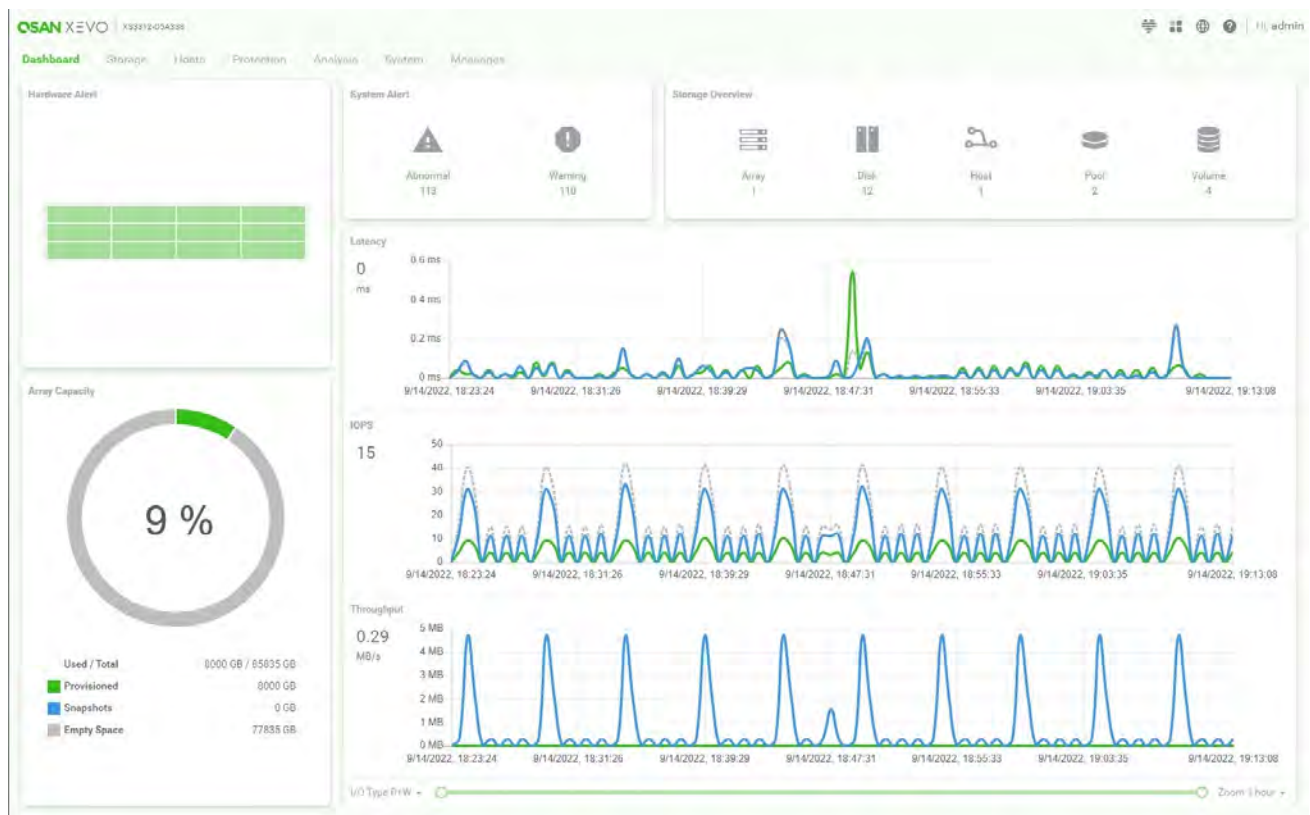 QSAN XEVO XS3312-D5A3S6
Hi, admin
Dashboard Storage Hosts Protection Analysis System Messages
Hardware Alert
System Alert
Abnormal
113
Warning
110
Storage Overview
Array
1
Disk
12
Host
1
Pool
2
Volume
4
Array Capacity
9 %
Used / Total 8000 GB / 85835 GB
Provisioned 8000 GB
Snapshots 0 GB
Empty Space 77835 GB
Latency
0
ms
0.6 ms
0.4 ms
0.2 ms
0 ms
9/14/2022, 18:23:24 9/14/2022, 18:31:26 9/14/2022, 18:39:29 9/14/2022, 18:47:31 9/14/2022, 18:55:33 9/14/2022, 19:03:35 9/14/2022, 19:13:08
IOPS
15
50
40
30
20
10
0
9/14/2022, 18:23:24 9/14/2022, 18:31:26 9/14/2022, 18:39:29 9/14/2022, 18:47:31 9/14/2022, 18:55:33 9/14/2022, 19:03:35 9/14/2022, 19:13:08
Throughput
0.29
MB/s
5 MB
4 MB
3 MB
2 MB
1 MB
0 MB
9/14/2022, 18:23:24 9/14/2022, 18:31:26 9/14/2022, 18:39:29 9/14/2022, 18:47:31 9/14/2022, 18:55:33 9/14/2022, 19:03:35 9/14/2022, 19:13:08
I/O Type R+W
Zoom 1 hour